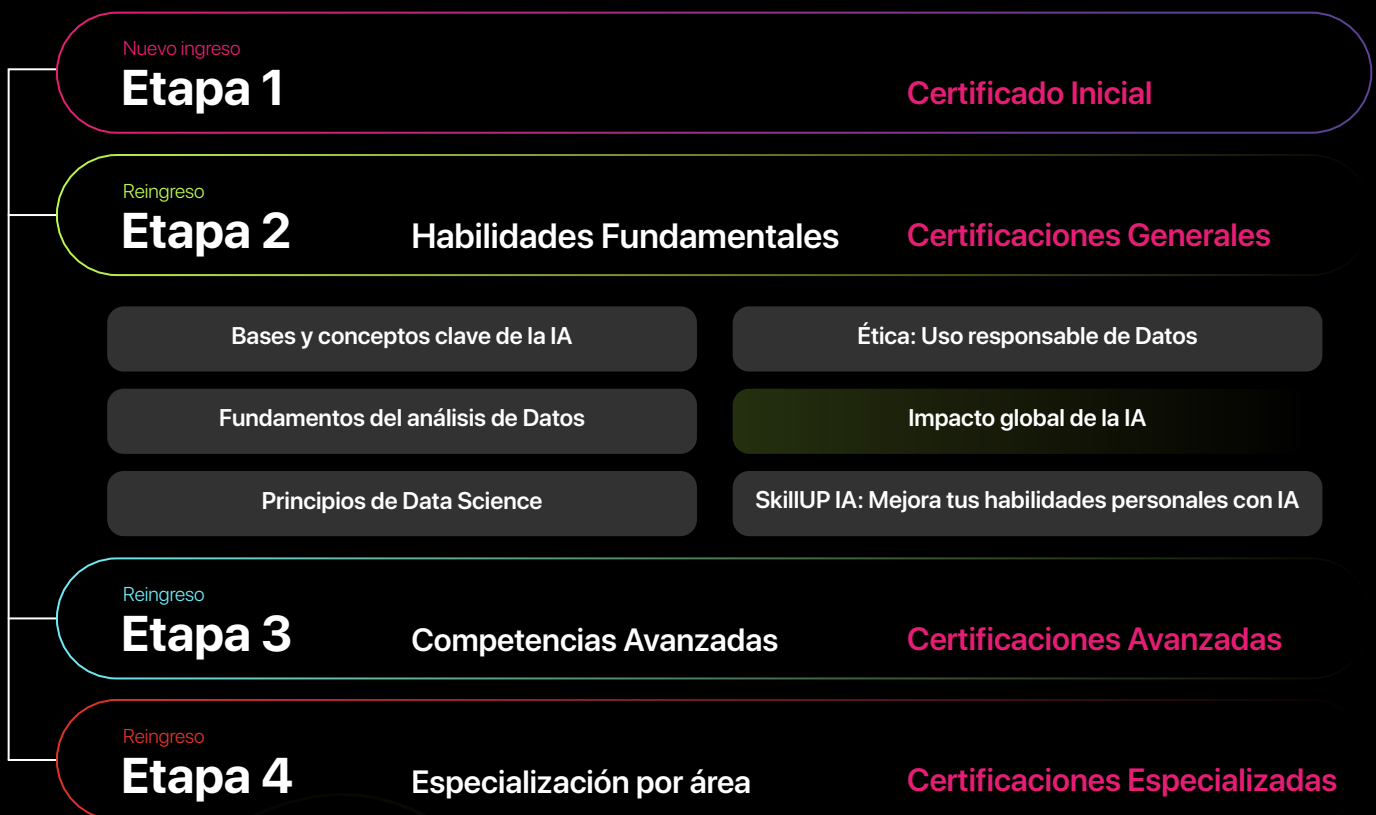 Nuevo ingreso
Etapa 1
Certificado Inicial
Reingreso
Etapa 2
Habilidades Fundamentales
Certificaciones Generales
Bases y conceptos clave de la IA
Ética: Uso responsable de Datos
Fundamentos del análisis de Datos
Impacto global de la IA
Principios de Data Science
SkillUP IA: Mejora tus habilidades personales con IA
Reingreso
Etapa 3
Competencias Avanzadas
Certificaciones Avanzadas
Reingreso
Etapa 4
Especialización por área
Certificaciones Especializadas